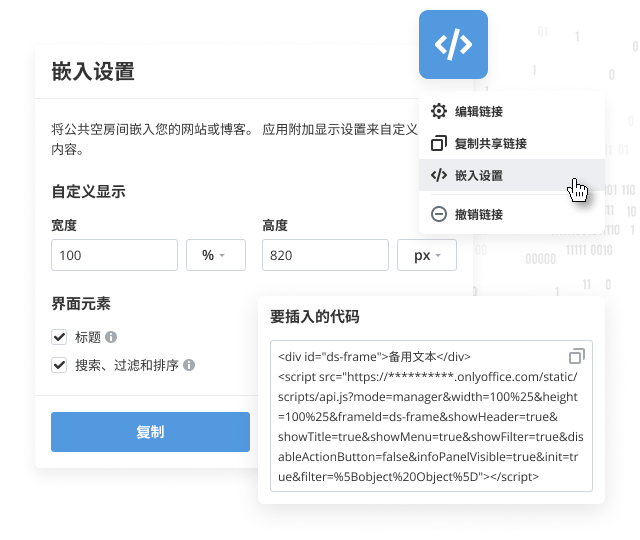 </>
嵌入设置
编辑链接
复制共享链接
</> 嵌入设置
撤销链接
将公共空房间嵌入您的网站或博客。 应用附加显示设置来自定义
内容。
自定义显示
宽度 高度
100 % 820 px
界面元素
标题
搜索、过滤和排序
复制
要插入的代码
<div id="ds-frame">备用文本</div>
<script src="https://**********.onlyoffice.com/static/
scripts/api.js?mode=manager&width=100%25&height
=100%25&frameId=ds-frame&showHeader=true&
showTitle=true&showMenu=true&showFilter=true&dis
ableActionButton=false&infoPanelVisible=true&init=tr
ue&filter=%5Bobject%20Object%5D"></script>